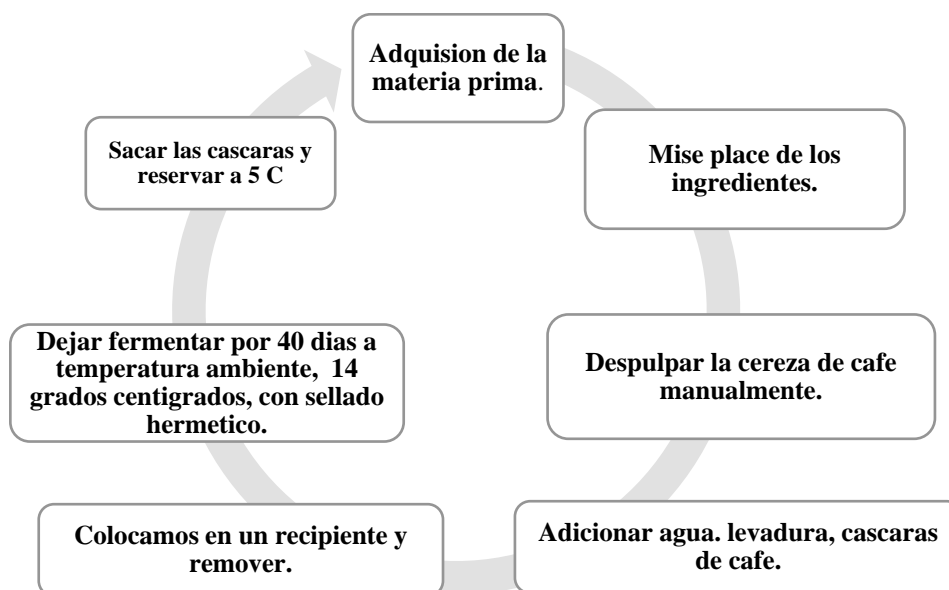 Adquision de la
materia prima.
Mise place de los
ingredientes.
Despulpar la cereza de cafe
manualmente.
Adicionar agua. levadura, cascaras
de cafe.
Colocamos en un recipiente y
remover.
Dejar fermentar por 40 dias a
temperatura ambiente, 14
grados centigrados, con sellado
hermetico.
Sacar las cascaras y
reservar a 5 C